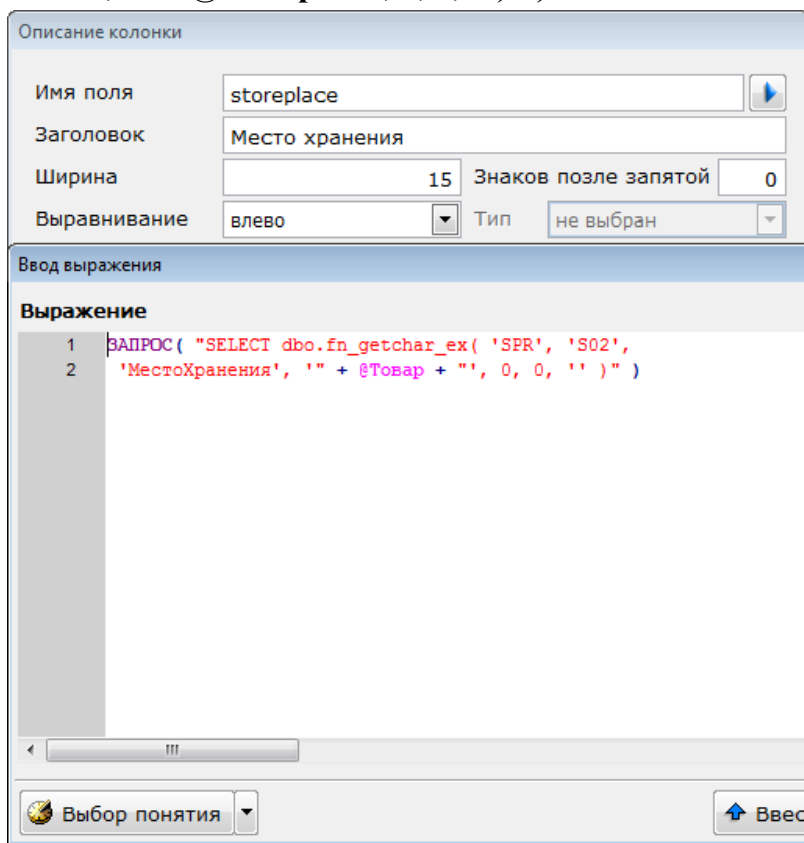 Описание колонки
Имя поля storeplace
Заголовок Место хранения
Ширина 15 Знаков позле запятой 0
Выравнивание влево Тип не выбран
Ввод выражения
Выражение
1 ЗАПРОС( "SELECT dbo.fn_getchar_ex( 'SPR', 'S02',
2 'МестоХранения', '" + @Товар + "', 0, 0, '' )" )
Выбор понятия Ввес